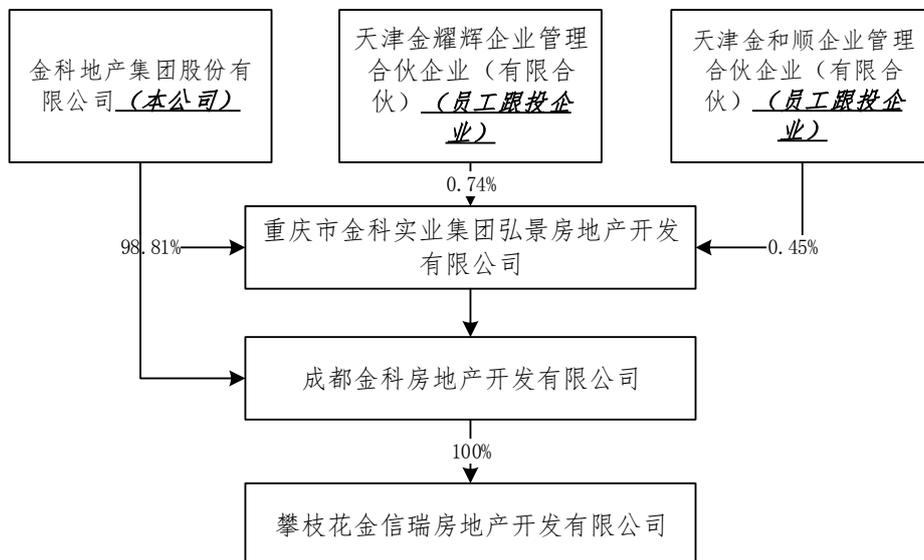 金科地产集团股份有
限公司（本公司）
天津金耀辉企业管理
合伙企业（有限合
伙）（员工跟投企
业）
天津金和顺企业管理
合伙企业（有限合
伙）（员工跟投企
业）
0.74%
98.81%
0.45%
重庆市金科实业集团弘景房地产开发
有限公司
成都金科房地产开发有限公司
100%
攀枝花金信瑞房地产开发有限公司